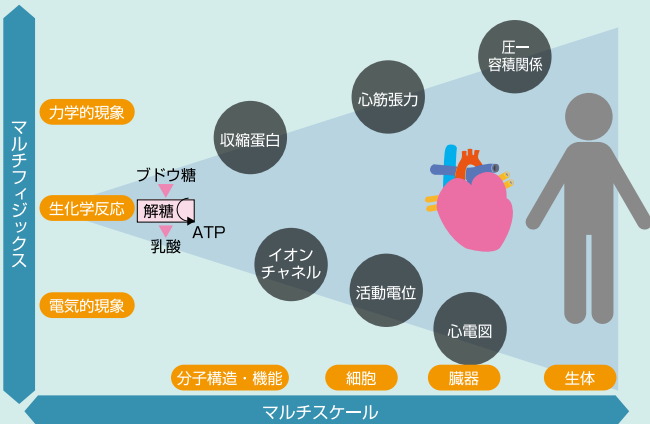 マルチフィジックス
力学的現象
生化学反応
電気的現象
ブドウ糖
解糖
ATP
乳酸
収縮蛋白
心筋張力
圧ー
容積関係
イオン
チャネル
活動電位
心電図
分子構造・機能
細胞
臓器
生体
マルチスケール